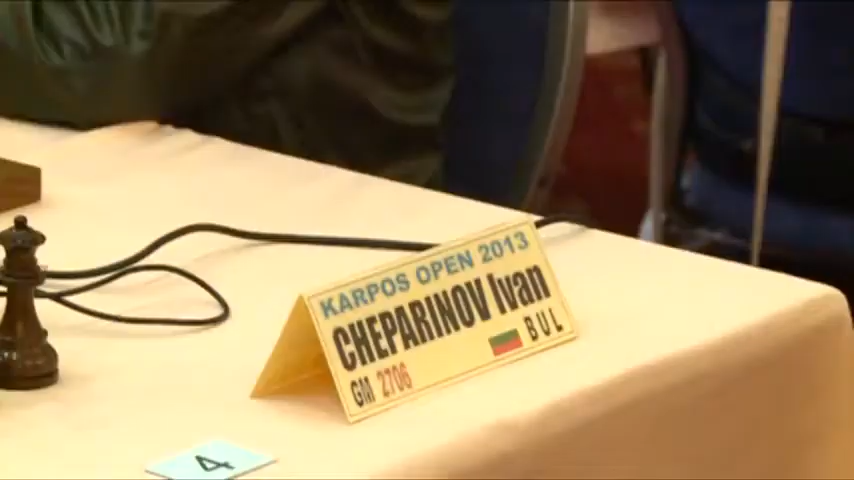 KARPOS OPEN 2013
CHEPARINOV Ivan
GM 2706 BUL
4